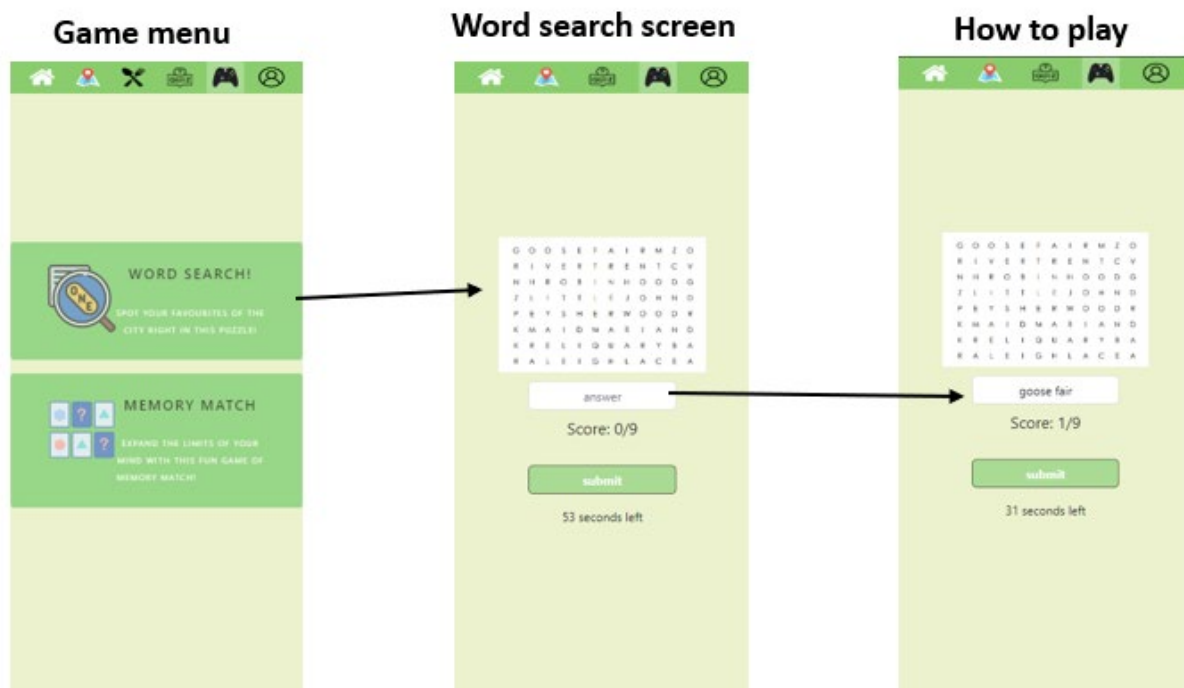 Game menu
WORD SEARCH!
ONE
SPOT YOUR FAVOURITES OF THE
CITY RIGHT IN THIS PUZZLE!
MEMORY MATCH
? 
?
EXPAND THE LIMITS OF YOUR
MIND WITH THIS FUN GAME OF
MEMORY MATCH!
Word search screen
G O O S E F A I R M Z O
R I V E R T R E N T C V
N H R O B I N H O O D G
Z L I T T L E J O H N D
P Y S H E R W O O D R
K M A I D M A R I A N D
K R E L I Q U A R Y B A
R A L E I G H L A C E A
answer
Score: 0/9
submit
53 seconds left
How to play
G O O S E F A I R M Z O
R I V E R T R E N T C V
N H R O B I N H O O D G
Z L I T T L E J O H N D
P Y S H E R W O O D R
K M A I D M A R I A N D
K R E L I Q U A R Y B A
R A L E I G H L A C E A
goose fair
Score: 1/9
submit
31 seconds left